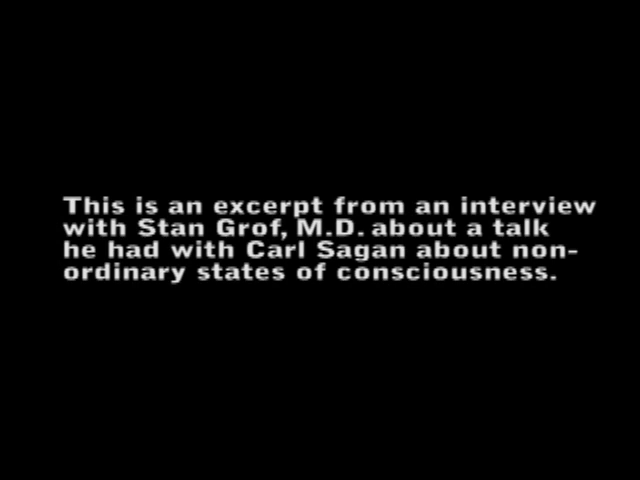 This is an excerpt from an interview
with Stan Grof, M.D. about a talk
he had with Carl Sagan about non-
ordinary states of consciousness.